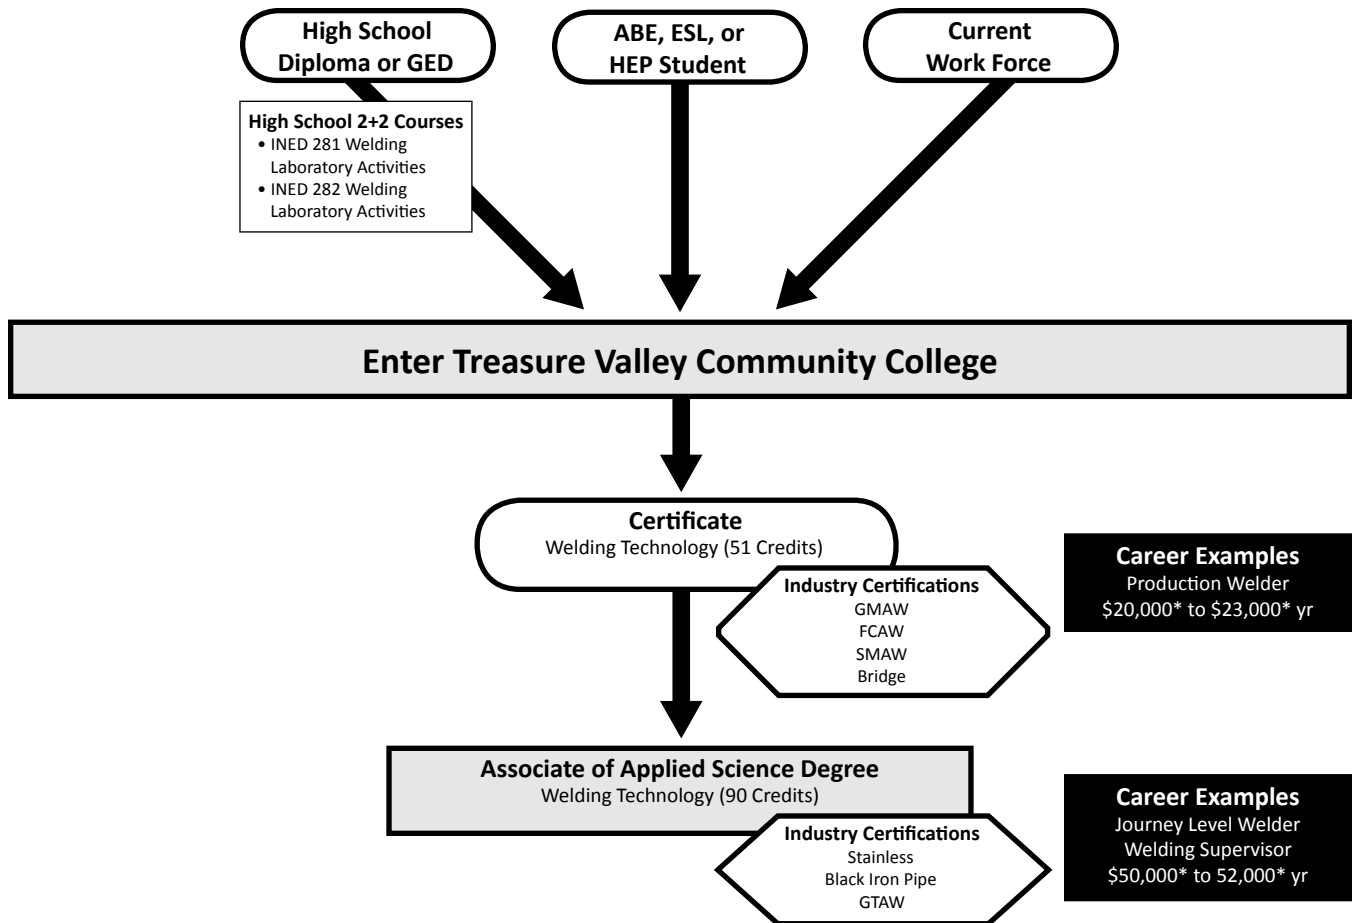 High School
Diploma or GED
ABE, ESL, or
HEP Student
Current
Work Force
High School 2+2 Courses
• INED 281 Welding
Laboratory Activities
• INED 282 Welding
Laboratory Activities
Enter Treasure Valley Community College
Certificate
Welding Technology (51 Credits)
Industry Certifications
GMAW
FCAW
SMAW
Bridge
Career Examples
Production Welder
$20,000* to $23,000* yr
Associate of Applied Science Degree
Welding Technology (90 Credits)
Industry Certifications
Stainless
Black Iron Pipe
GTAW
Career Examples
Journey Level Welder
Welding Supervisor
$50,000* to 52,000* yr